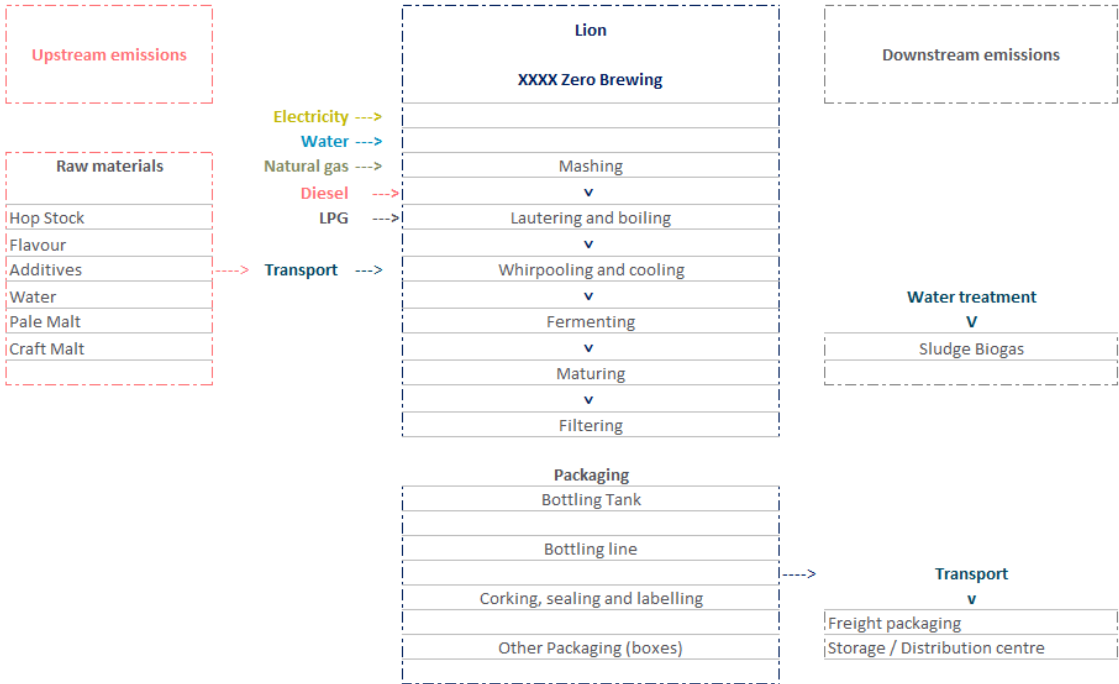 Upstream emissions
Lion
XXXX Zero Brewing
Downstream emissions
Electricity --->
Water --->
Natural gas --->
Diesel --->
LPG --->
Raw materials
Hop Stock
Flavour
Additives
Water
Pale Malt
Craft Malt
----> Transport --->
Mashing
v
Lautering and boiling
v
Whirpooling and cooling
v
Fermenting
v
Maturing
v
Filtering
Water treatment
V
Sludge Biogas
Packaging
Bottling Tank
Bottling line
Corking, sealing and labelling
Other Packaging (boxes)
---->
Transport
v
Freight packaging
Storage / Distribution centre